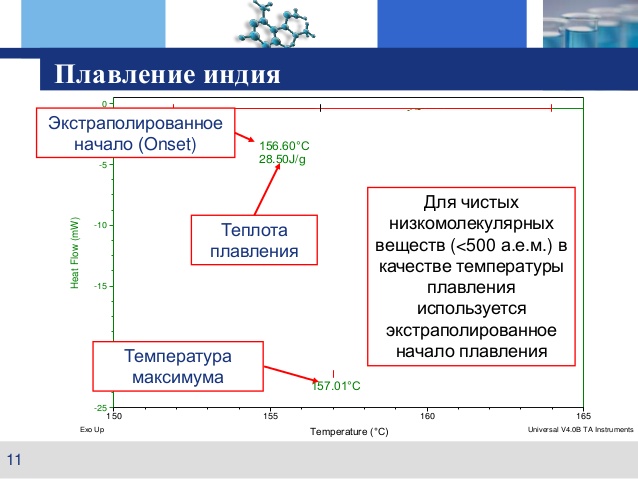 Плавление индия
0
Экстраполированное
начало (Onset)
156.60°C
28.50J/g
-5
Для чистых
низкомолекулярных
веществ (<500 а.е.м.) в
качестве температуры
плавления
используется
экстраполированное
начало плавления
Теплота
плавления
-10
Heat Flow (mW)
-15
Температура
максимума
157.01°C
-25
150
155
160
165
Exo Up
Temperature (°C)
Universal V4.0B TA Instruments
11